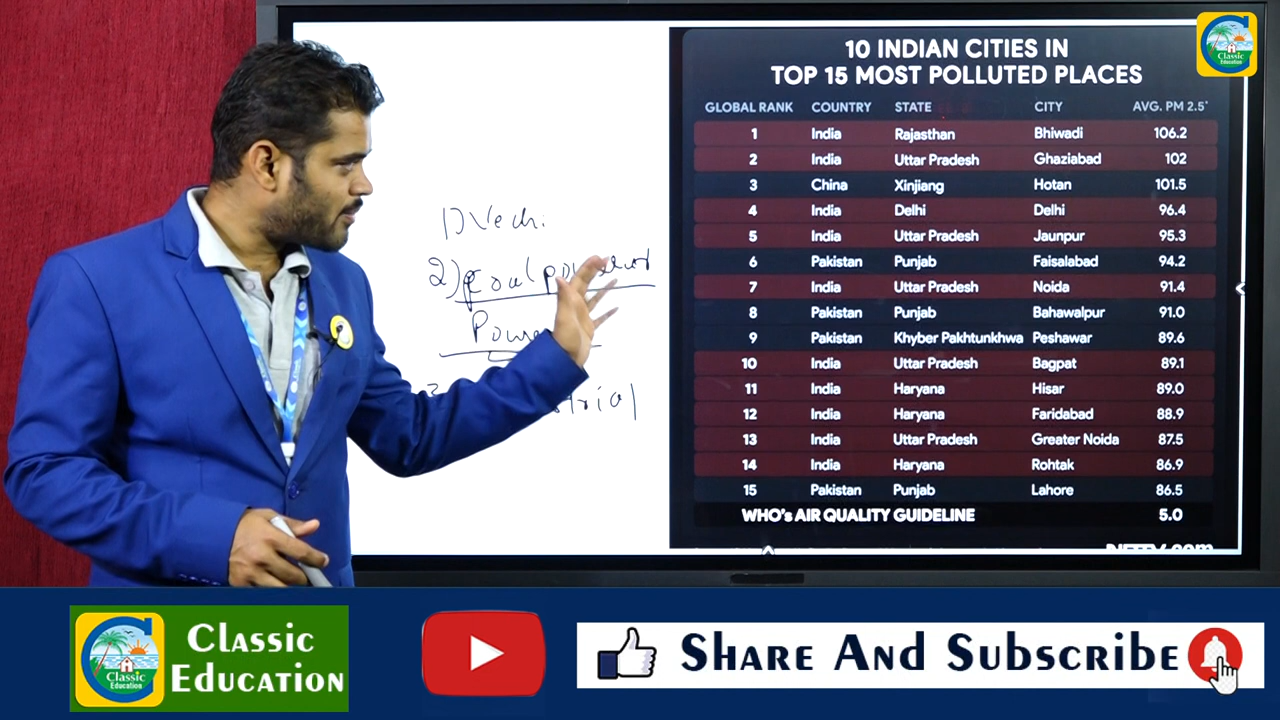 10 INDIAN CITIES IN
TOP 15 MOST POLLUTED PLACES
GLOBAL RANK COUNTRY STATE CITY AVG. PM 2.5*
1 India Rajasthan Bhiwadi 106.2
2 India Uttar Pradesh Ghaziabad 102
3 China Xinjiang Hotan 101.5
4 India Delhi Delhi 96.4
5 India Uttar Pradesh Jaunpur 95.3
6 Pakistan Punjab Faisalabad 94.2
7 India Uttar Pradesh Noida 91.4
8 Pakistan Punjab Bahawalpur 91.0
9 Pakistan Khyber Pakhtunkhwa Peshawar 89.6
10 India Uttar Pradesh Bagpat 89.1
11 India Haryana Hisar 89.0
12 India Haryana Faridabad 88.9
13 India Uttar Pradesh Greater Noida 87.5
14 India Haryana Rohtak 86.9
15 Pakistan Punjab Lahore 86.5
WHO's AIR QUALITY GUIDELINE 5.0
Classic
Education
1)
2)
Classic
Education
Classic
Education
Share And Subscribe